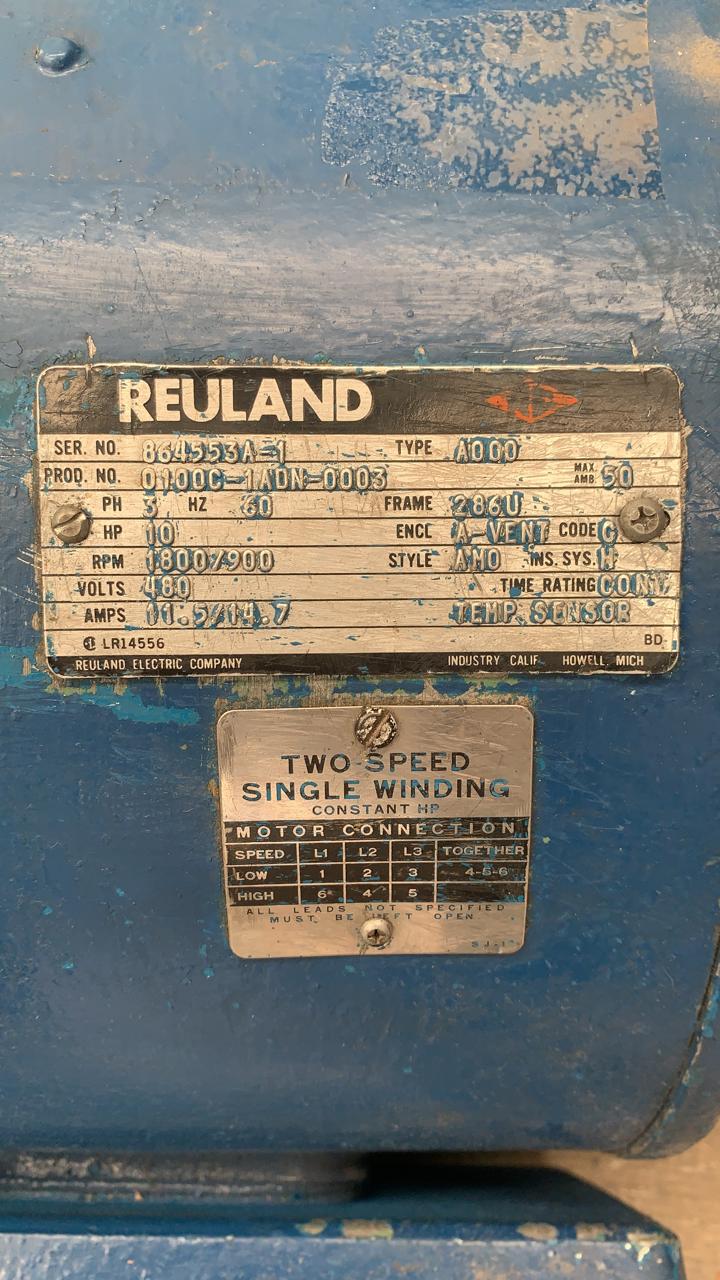 REULAND
SER. NO. 864553A-1 TYPE A000
PROD. NO. 0100C-1ADN-0003 MAX AMB 50
PH 3 HZ 60 FRAME 286U
HP 10 ENCL A-VENT CODE G
RPM 1800/900 STYLE AMO INS. SYS. H
VOLTS 480 TIME RATING CONT
AMPS 11.5/14.7 TEMP. SENSOR
LR14556 BD
REULAND ELECTRIC COMPANY INDUSTRY CALIF. HOWELL, MICH
TWO SPEED
SINGLE WINDING
CONSTANT HP
MOTOR CONNECTION
SPEED L1 L2 L3 TOGETHER
LOW 1 2 3 4-5-6
HIGH 6 4 5
ALL LEADS NOT SPECIFIED
MUST BE LEFT OPEN